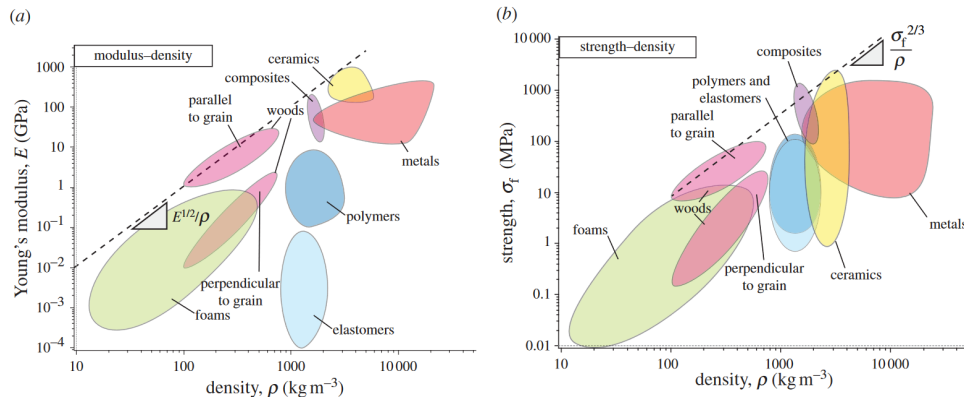 (a)
modulus–density
Young's modulus, E (GPa)
1000
100
10
1
10⁻¹
10⁻²
10⁻³
10⁻⁴
ceramics
composites
woods
parallel
to grain
metals
polymers
E^1/2/ρ
perpendicular
to grain
foams
elastomers
10
100
1000
10 000
density, ρ (kg m⁻³)
(b)
strength–density
strength, σf (MPa)
10 000
1000
100
10
1
0.1
0.01
σf^2/3
ρ
composites
polymers and
elastomers
parallel
to grain
woods
foams
metals
perpendicular
to grain
ceramics
10
100
1000
10 000
density, ρ (kg m⁻³)